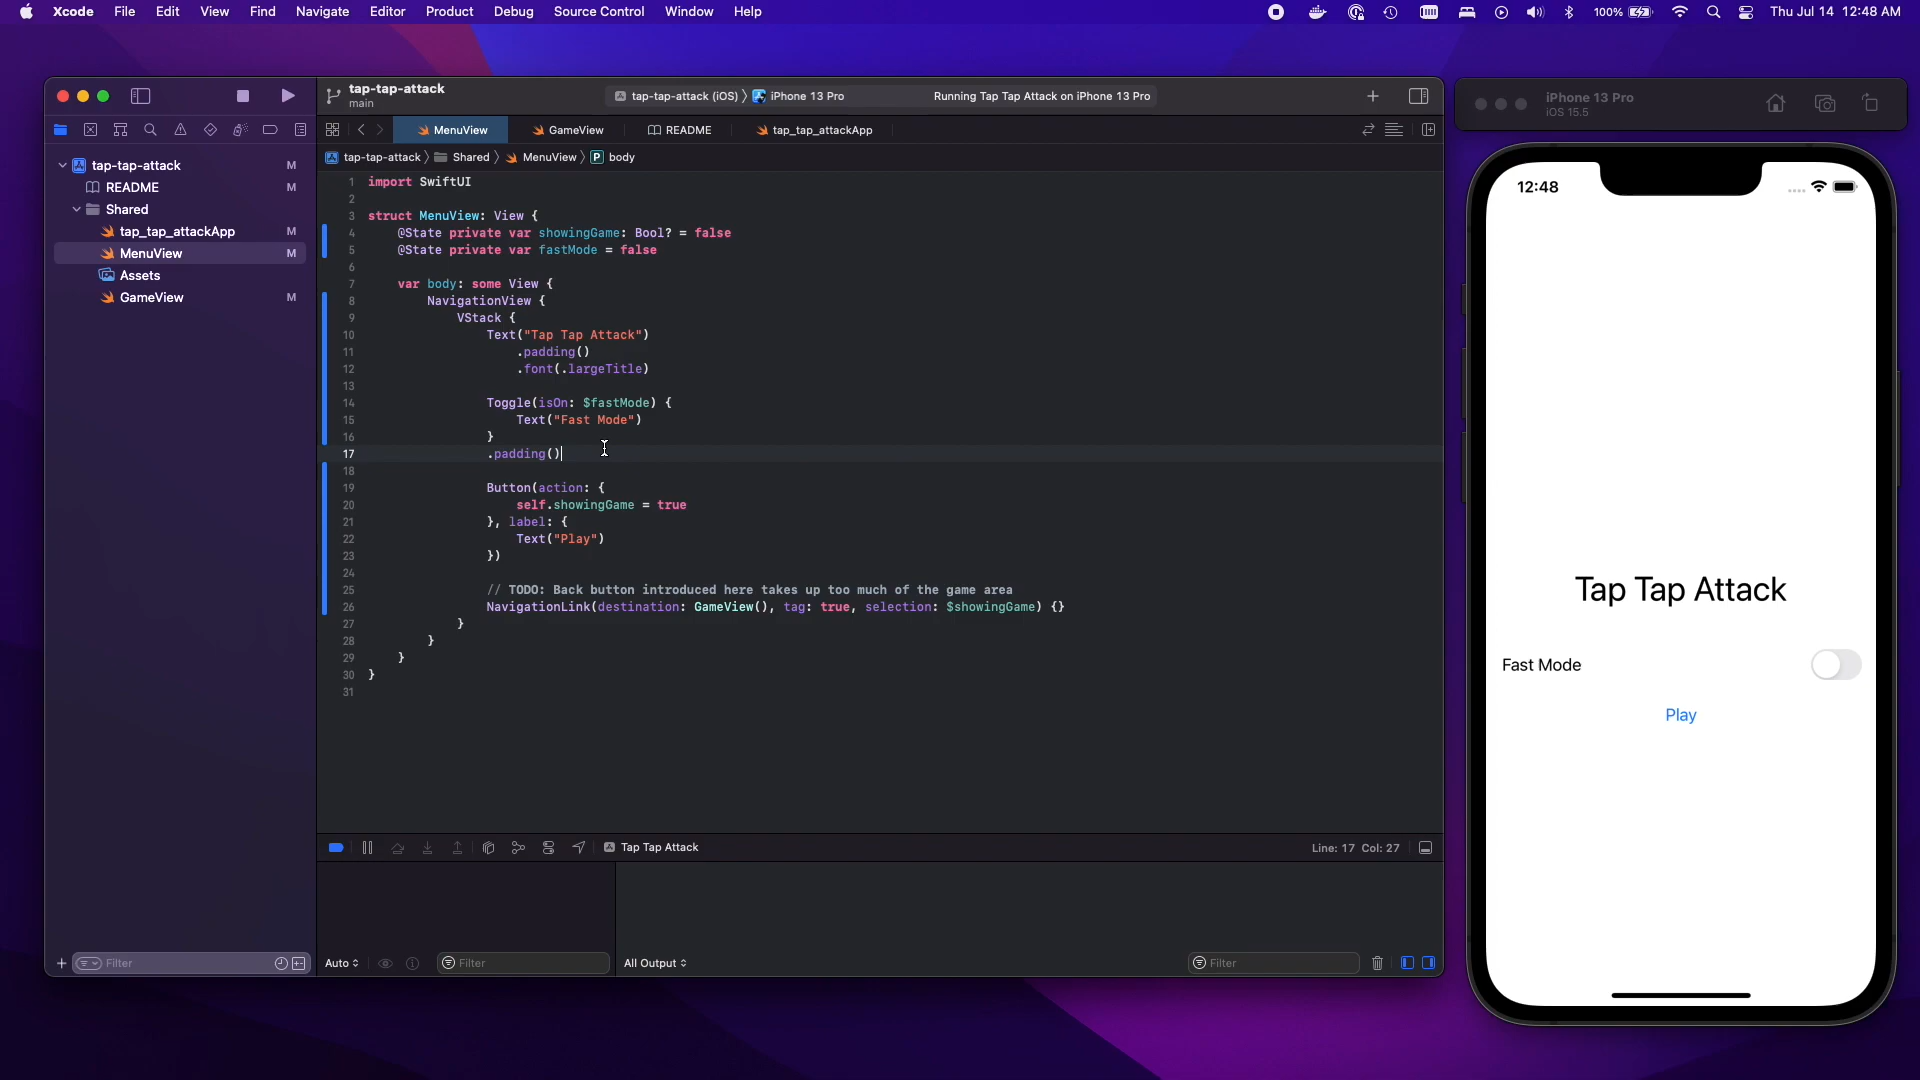 Xcode File Edit View Find Navigate Editor Product Debug Source Control Window Help 100% Thu Jul 14 12:48 AM
tap-tap-attack
main
tap-tap-attack (iOS) 〉 iPhone 13 Pro Running Tap Tap Attack on iPhone 13 Pro
MenuView GameView README tap_tap_attackApp
tap-tap-attack 〉 Shared 〉 MenuView 〉 P body
tap-tap-attack M
README M
Shared
tap_tap_attackApp M
MenuView M
Assets
GameView M
Filter
1 import SwiftUI
2
3 struct MenuView: View {
4 @State private var showingGame: Bool? = false
5 @State private var fastMode = false
6
7 var body: some View {
8 NavigationView {
9 VStack {
10 Text("Tap Tap Attack")
11 .padding()
12 .font(.largeTitle)
13
14 Toggle(isOn: $fastMode) {
15 Text("Fast Mode")
16 }
17 .padding()
18
19 Button(action: {
20 self.showingGame = true
21 }, label: {
22 Text("Play")
23 })
24
25 // TODO: Back button introduced here takes up too much of the game area
26 NavigationLink(destination: GameView(), tag: true, selection: $showingGame) {}
27 }
28 }
29 }
30 }
31
Tap Tap Attack Line: 17 Col: 27
Auto Filter All Output Filter
iPhone 13 Pro
iOS 15.5
12:48
Tap Tap Attack
Fast Mode
Play